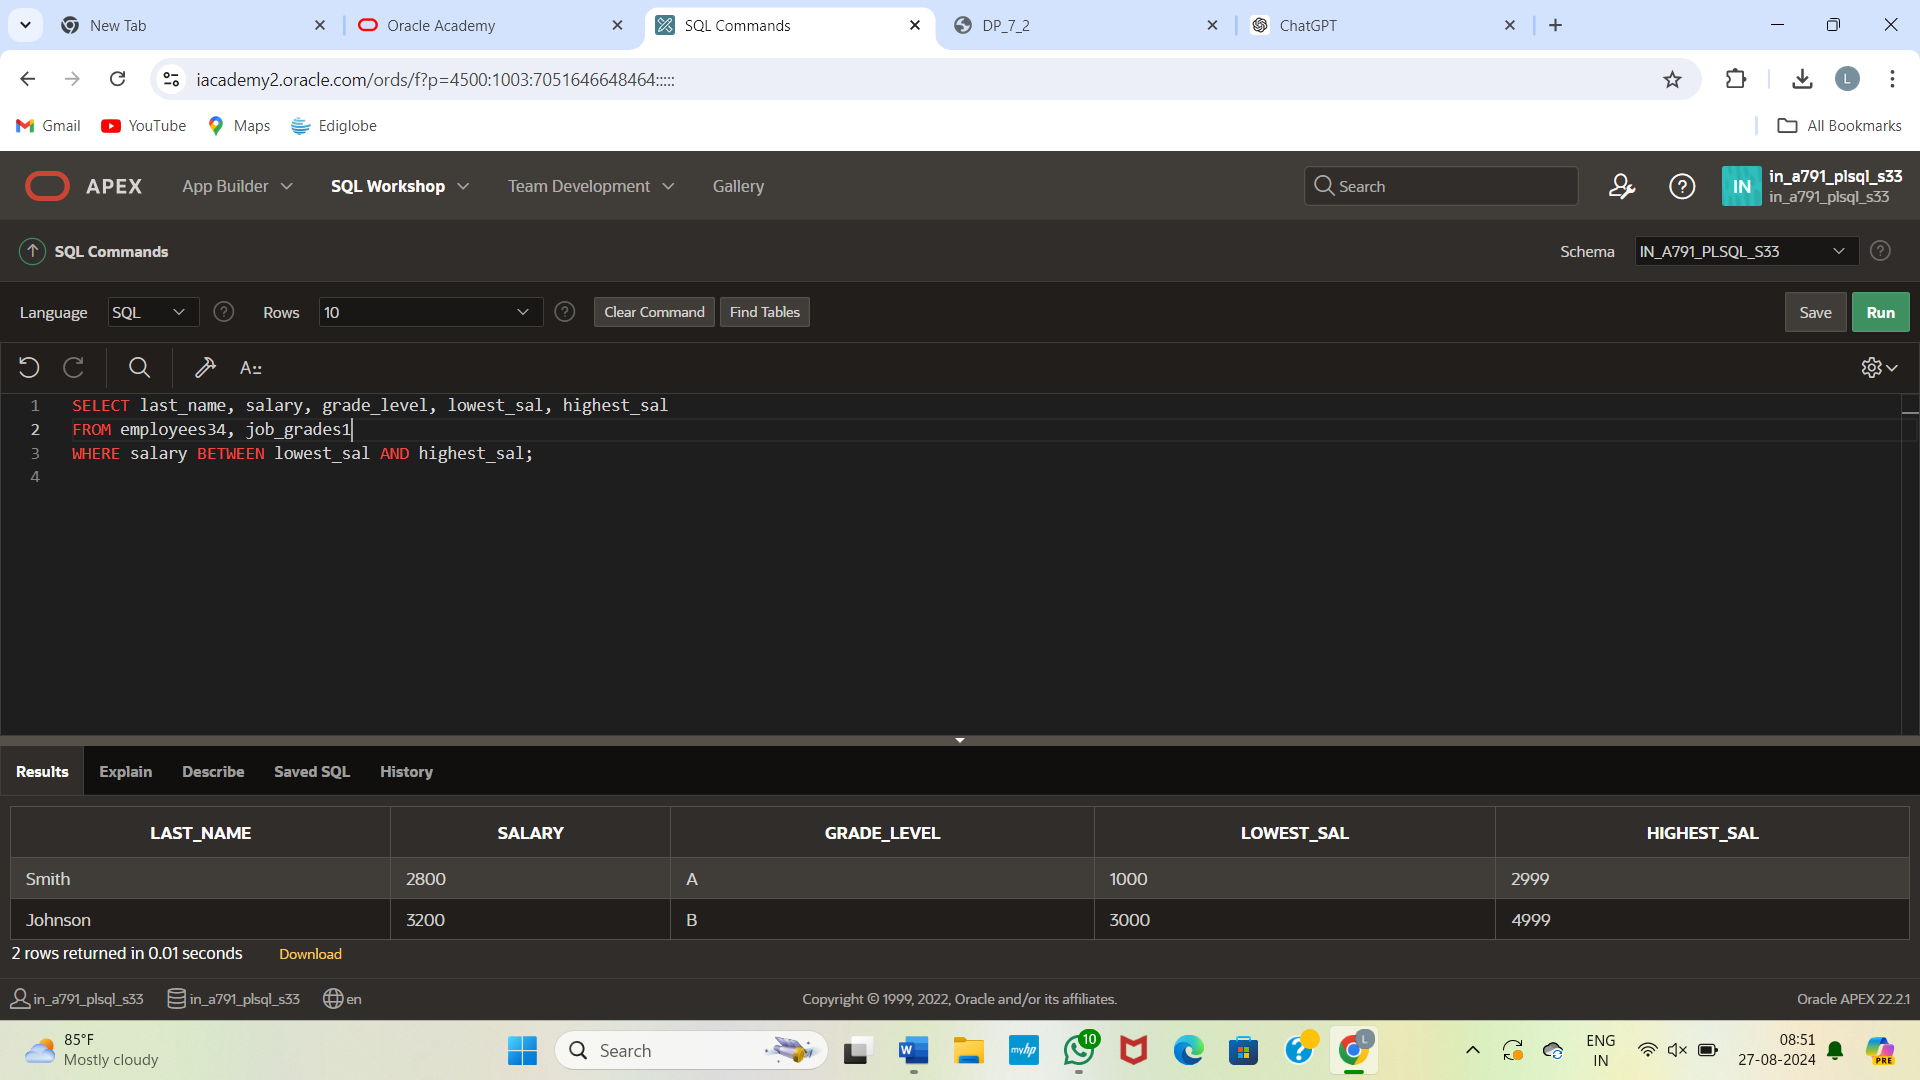 New Tab
Oracle Academy
SQL Commands
DP_7_2
ChatGPT
iacademy2.oracle.com/ords/f?p=4500:1003:7051646648464:::::
L
Gmail
YouTube
Maps
Ediglobe
All Bookmarks
APEX
App Builder
SQL Workshop
Team Development
Gallery
Search
IN
in_a791_plsql_s33
in_a791_plsql_s33
SQL Commands
Schema
IN_A791_PLSQL_S33
Language
SQL
Rows
10
Clear Command
Find Tables
Save
Run
A::
1 SELECT last_name, salary, grade_level, lowest_sal, highest_sal
2 FROM employees34, job_grades1
3 WHERE salary BETWEEN lowest_sal AND highest_sal;
4
Results
Explain
Describe
Saved SQL
History
LAST_NAME SALARY GRADE_LEVEL LOWEST_SAL HIGHEST_SAL
Smith 2800 A 1000 2999
Johnson 3200 B 3000 4999
2 rows returned in 0.01 seconds
Download
in_a791_plsql_s33
in_a791_plsql_s33
en
Copyright © 1999, 2022, Oracle and/or its affiliates.
Oracle APEX 22.2.1
85°F
Mostly cloudy
Search
W
myhp
10
L
ENG
IN
08:51
27-08-2024
PRE